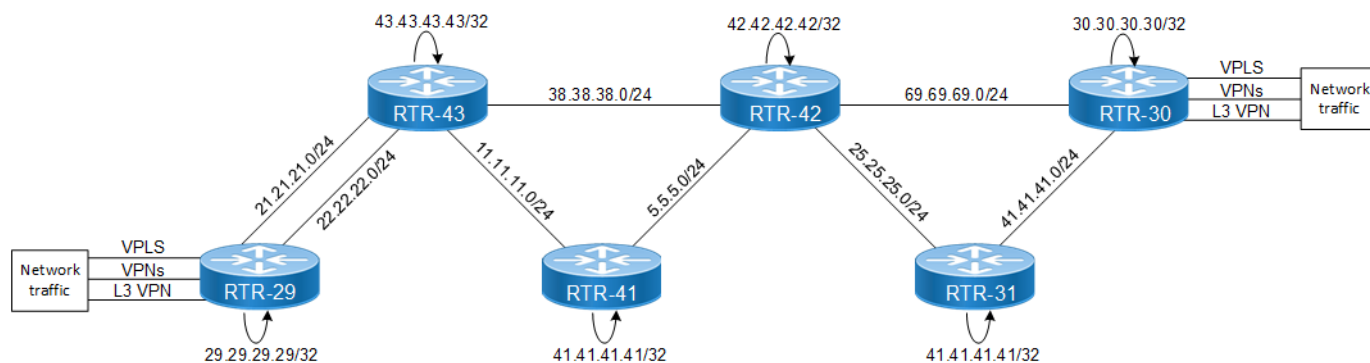 43.43.43.43/32
42.42.42.42/32
30.30.30.30/32
RTR-43
38.38.38.0/24
RTR-42
69.69.69.0/24
RTR-30
VPLS
VPNs
L3 VPN
Network
traffic
21.21.21.0/24
22.22.22.0/24
11.11.11.0/24
5.5.5.0/24
25.25.25.0/24
41.41.41.0/24
Network
traffic
VPLS
VPNs
L3 VPN
RTR-29
RTR-41
RTR-31
29.29.29.29/32
41.41.41.41/32
41.41.41.41/32